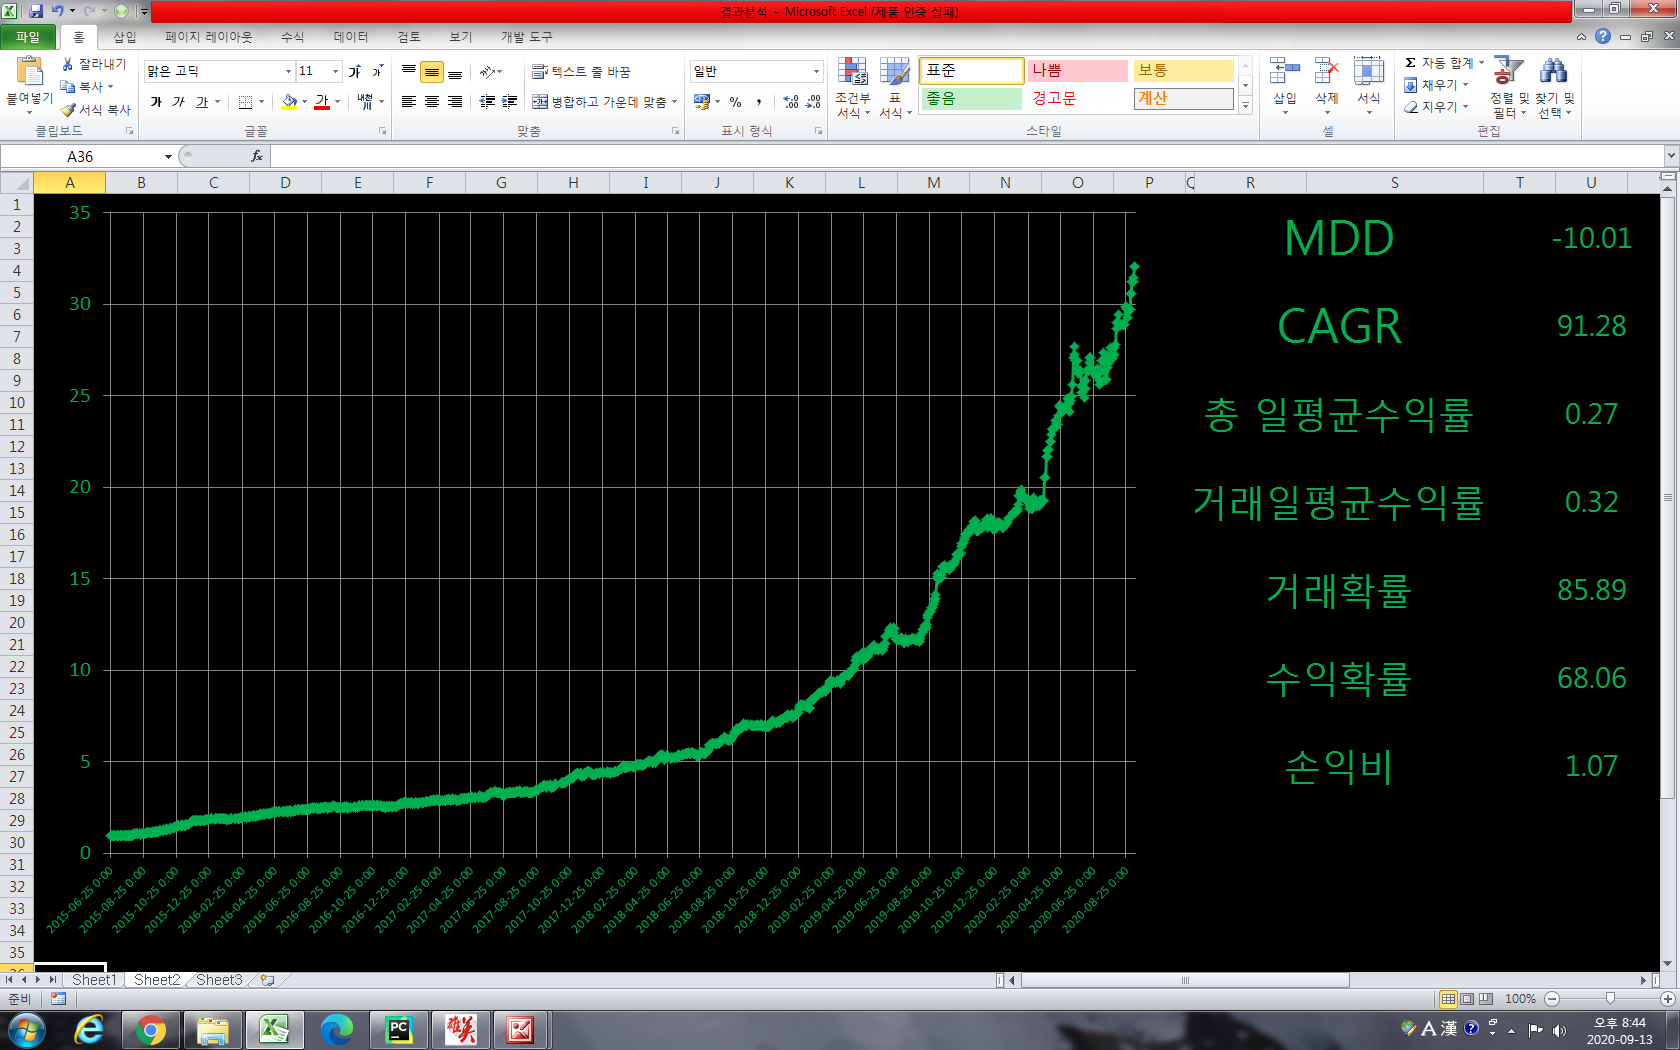 결과분석 - Microsoft Excel (제품 인증 실패)
파일 홈 삽입 페이지 레이아웃 수식 데이터 검토 보기 개발 도구
붙여넣기
잘라내기
복사
서식 복사
클립보드
맑은 고딕 11
가 가 가 가 내천
글꼴
텍스트 줄 바꿈
병합하고 가운데 맞춤
맞춤
일반
% ,
표시 형식
조건부 서식
표 서식
표준 나쁨 보통
좋음 경고문 계산
스타일
삽입 삭제 서식
셀
자동 합계
채우기
지우기
정렬 및 필터
찾기 및 선택
편집
A36 fx
A B C D E F G H I J K L M N O P Q R S T U
1
2
3
4
5
6
7
8
9
10
11
12
13
14
15
16
17
18
19
20
21
22
23
24
25
26
27
28
29
30
31
32
33
34
35
35
30
25
20
15
10
5
0
2015-06-25 0:00
2015-08-25 0:00
2015-10-25 0:00
2015-12-25 0:00
2016-02-25 0:00
2016-04-25 0:00
2016-06-25 0:00
2016-08-25 0:00
2016-10-25 0:00
2016-12-25 0:00
2017-02-25 0:00
2017-04-25 0:00
2017-06-25 0:00
2017-08-25 0:00
2017-10-25 0:00
2017-12-25 0:00
2018-02-25 0:00
2018-04-25 0:00
2018-06-25 0:00
2018-08-25 0:00
2018-10-25 0:00
2018-12-25 0:00
2019-02-25 0:00
2019-04-25 0:00
2019-06-25 0:00
2019-08-25 0:00
2019-10-25 0:00
2019-12-25 0:00
2020-02-25 0:00
2020-04-25 0:00
2020-06-25 0:00
2020-08-25 0:00
MDD -10.01
CAGR 91.28
총 일평균수익률 0.27
거래일평균수익률 0.32
거래확률 85.89
수익확률 68.06
손익비 1.07
Sheet1 Sheet2 Sheet3
준비 100%
PC A 漢 오후 8:44
2020-09-13